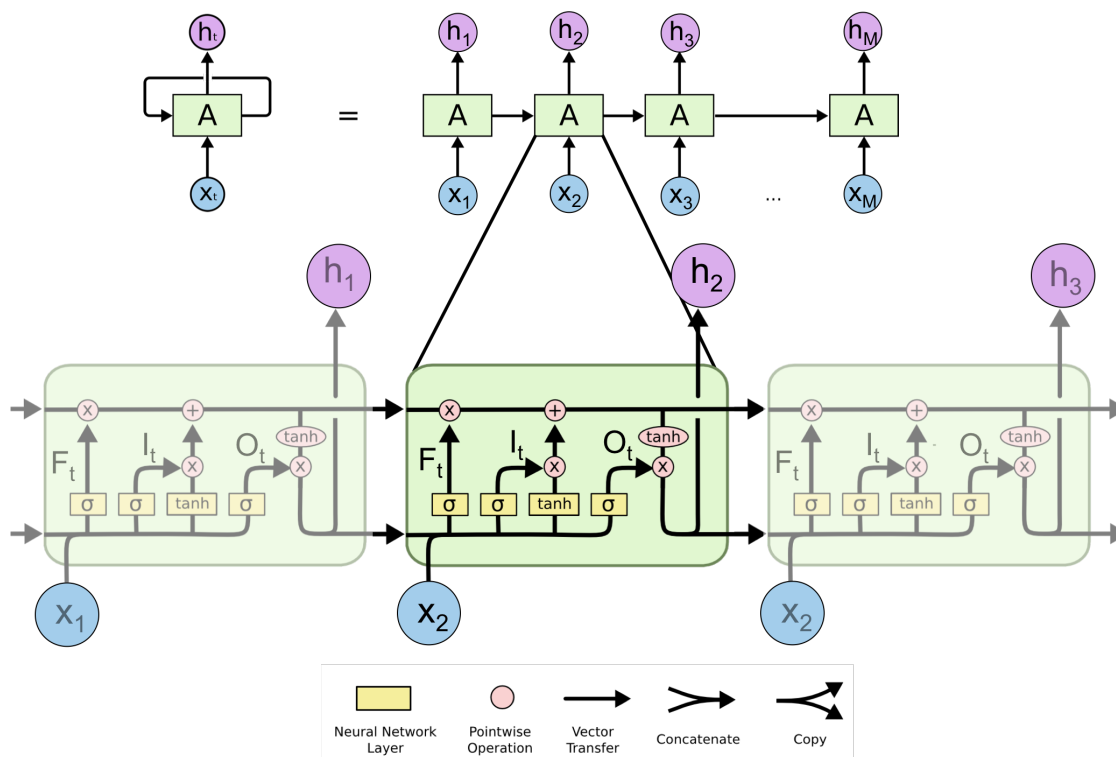 hₜ
h₁
h₂
h₃
h_M
A
=
A
A
A
A
xₜ
x₁
x₂
x₃
...
x_M
h₁
h₂
h₃
x
+
tanh
Fₜ
Iₜ
x
Oₜ
x
σ
σ
tanh
σ
x
+
tanh
Fₜ
Iₜ
x
Oₜ
x
σ
σ
tanh
σ
x
+
tanh
Fₜ
Iₜ
x
Oₜ
x
σ
σ
tanh
σ
x₁
x₂
x₂
Neural Network
Layer
Pointwise
Operation
Vector
Transfer
Concatenate
Copy